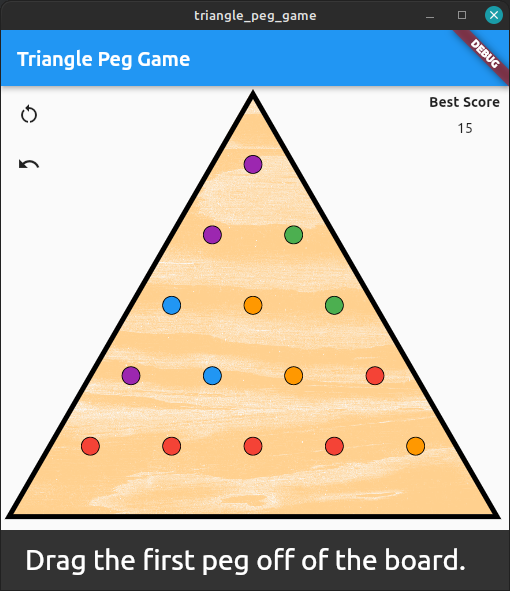 triangle_peg_game
Triangle Peg Game
DEBUG
Best Score
15
Drag the first peg off of the board.